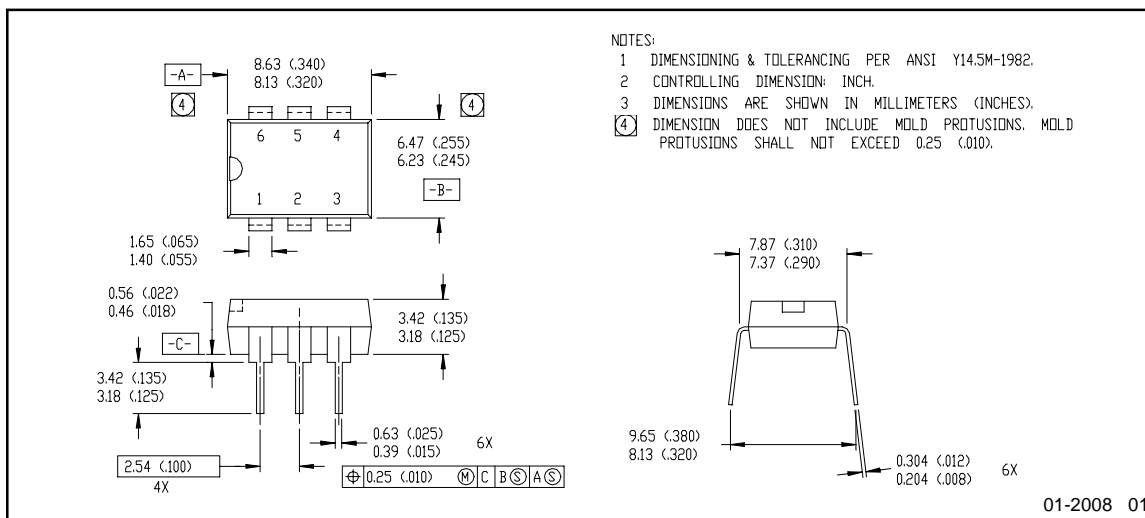 NOTES:
1 DIMENSIONING & TOLERANCING PER ANSI Y14.5M-1982.
2 CONTROLLING DIMENSION: INCH.
3 DIMENSIONS ARE SHOWN IN MILLIMETERS (INCHES).
4 DIMENSION DOES NOT INCLUDE MOLD PROTUSIONS. MOLD
PROTUSIONS SHALL NOT EXCEED 0.25 (.010).
-A-
8.63 (.340)
8.13 (.320)
4
4
6 5 4
1 2 3
6.47 (.255)
6.23 (.245)
-B-
1.65 (.065)
1.40 (.055)
0.56 (.022)
0.46 (.018)
-C-
3.42 (.135)
3.18 (.125)
3.42 (.135)
3.18 (.125)
0.63 (.025)
0.39 (.015)
6X
2.54 (.100)
4X
⌖ 0.25 (.010) Ⓜ C B Ⓢ A Ⓢ
7.87 (.310)
7.37 (.290)
9.65 (.380)
8.13 (.320)
0.304 (.012)
0.204 (.008)
6X
01-2008 01